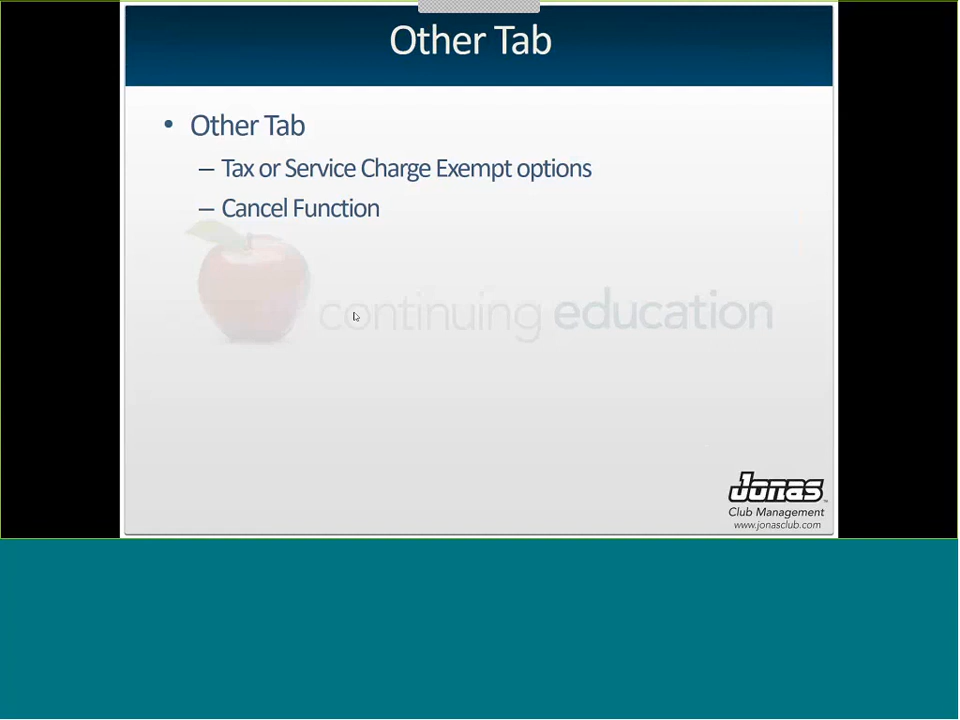 Other Tab
• Other Tab
– Tax or Service Charge Exempt options
– Cancel Function
continuing education
Jonas
Club Management
www.jonasclub.com